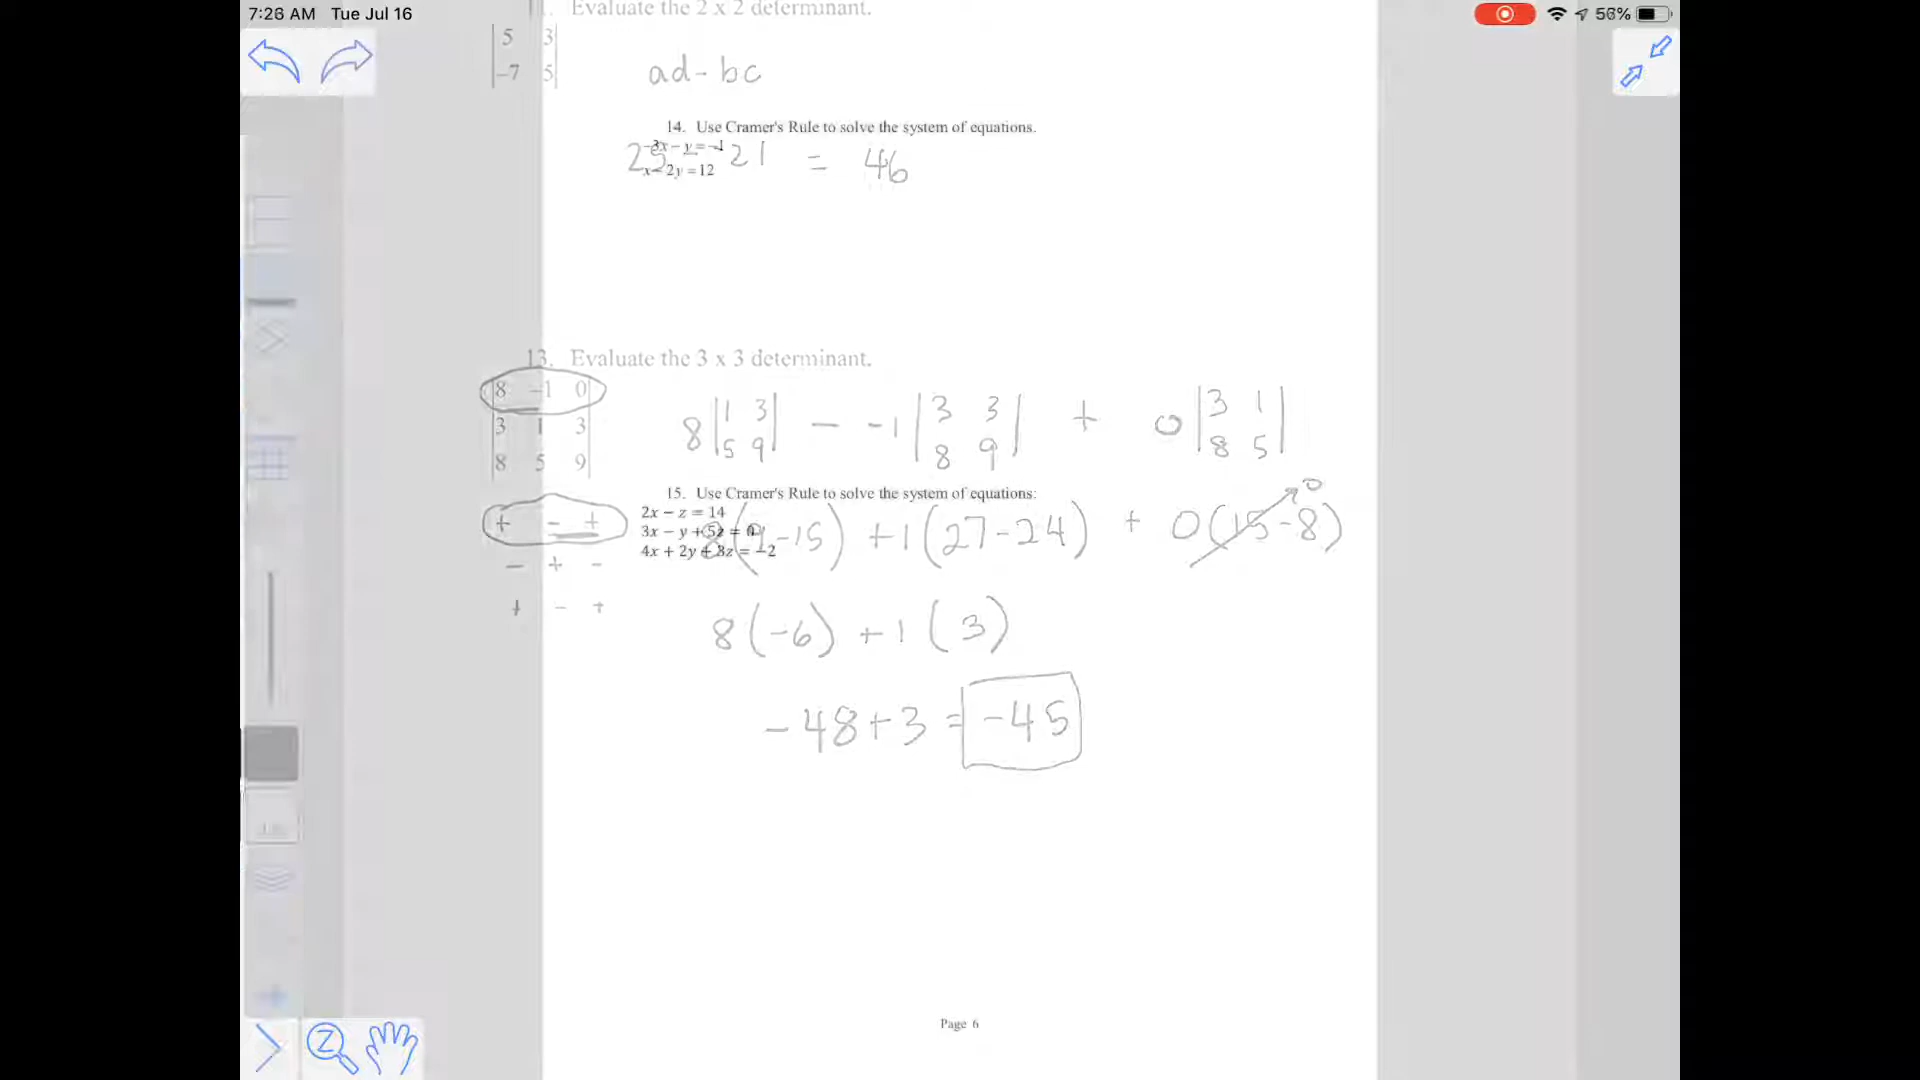 7:26 AM Tue Jul 16
56%
Evaluate the 2 x 2 determinant.
5 3
-7 5
ad - bc
14. Use Cramer's Rule to solve the system of equations.
-3x - y = -1
x - 2y = 12
21 = 46
13. Evaluate the 3 x 3 determinant.
8 -1 0
3 1 3
8 5 9
8 |1 3| - -1 |3 3| + 0 |3 1|
|5 9| |8 9| |8 5|
15. Use Cramer's Rule to solve the system of equations:
2x - z = 14
3x - y + 5z = 0
4x + 2y + 8z = -2
+ - +
- + -
+ - +
8(9-15) + 1(27-24) + 0(15-8) 0
8(-6) + 1(3)
-48+3 = -45
Page 6
Z